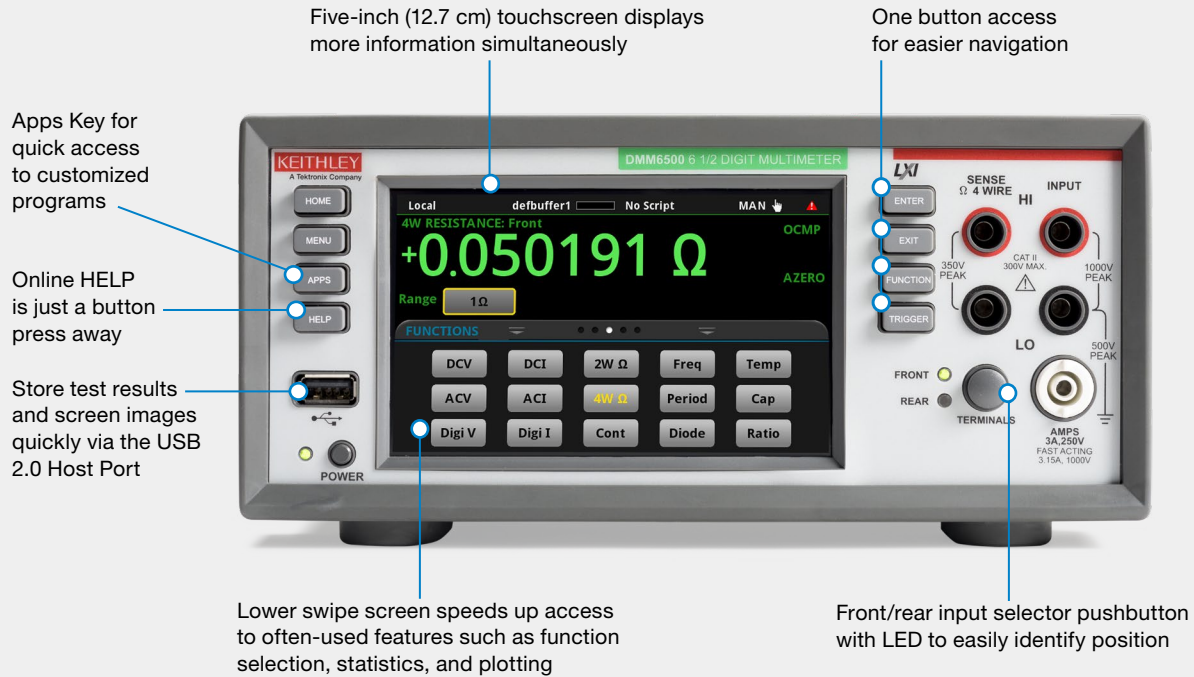 Five-inch (12.7 cm) touchscreen displays
more information simultaneously
One button access
for easier navigation
Apps Key for
quick access
to customized
programs
Online HELP
is just a button
press away
Store test results
and screen images
quickly via the USB
2.0 Host Port
KEITHLEY
A Tektronix Company
DMM6500 6 1/2 DIGIT MULTIMETER
LXI
HOME
MENU
APPS
HELP
POWER
Local defbuffer1 No Script MAN
4W RESISTANCE: Front
OCMP
+0.050191 Ω
AZERO
Range 1Ω
FUNCTIONS
DCV DCI 2W Ω Freq Temp
ACV ACI 4W Ω Period Cap
Digi V Digi I Cont Diode Ratio
ENTER
EXIT
FUNCTION
TRIGGER
SENSE
Ω 4 WIRE
INPUT
HI
CAT II
300V MAX.
350V
PEAK
1000V
PEAK
LO
500V
PEAK
FRONT
REAR
TERMINALS
AMPS
3A,250V
FAST ACTING
3.15A, 1000V
Lower swipe screen speeds up access
to often-used features such as function
selection, statistics, and plotting
Front/rear input selector pushbutton
with LED to easily identify position